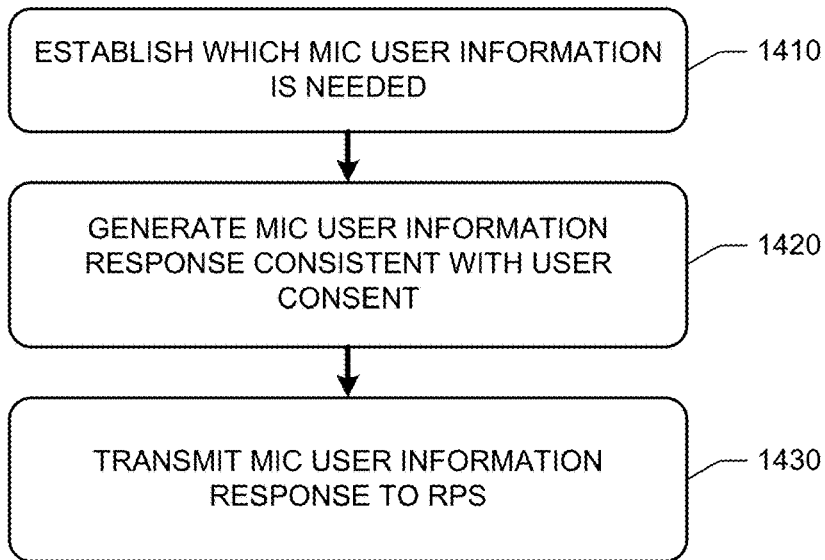 ESTABLISH WHICH MIC USER INFORMATION
IS NEEDED
1410
GENERATE MIC USER INFORMATION
RESPONSE CONSISTENT WITH USER
CONSENT
1420
TRANSMIT MIC USER INFORMATION
RESPONSE TO RPS
1430